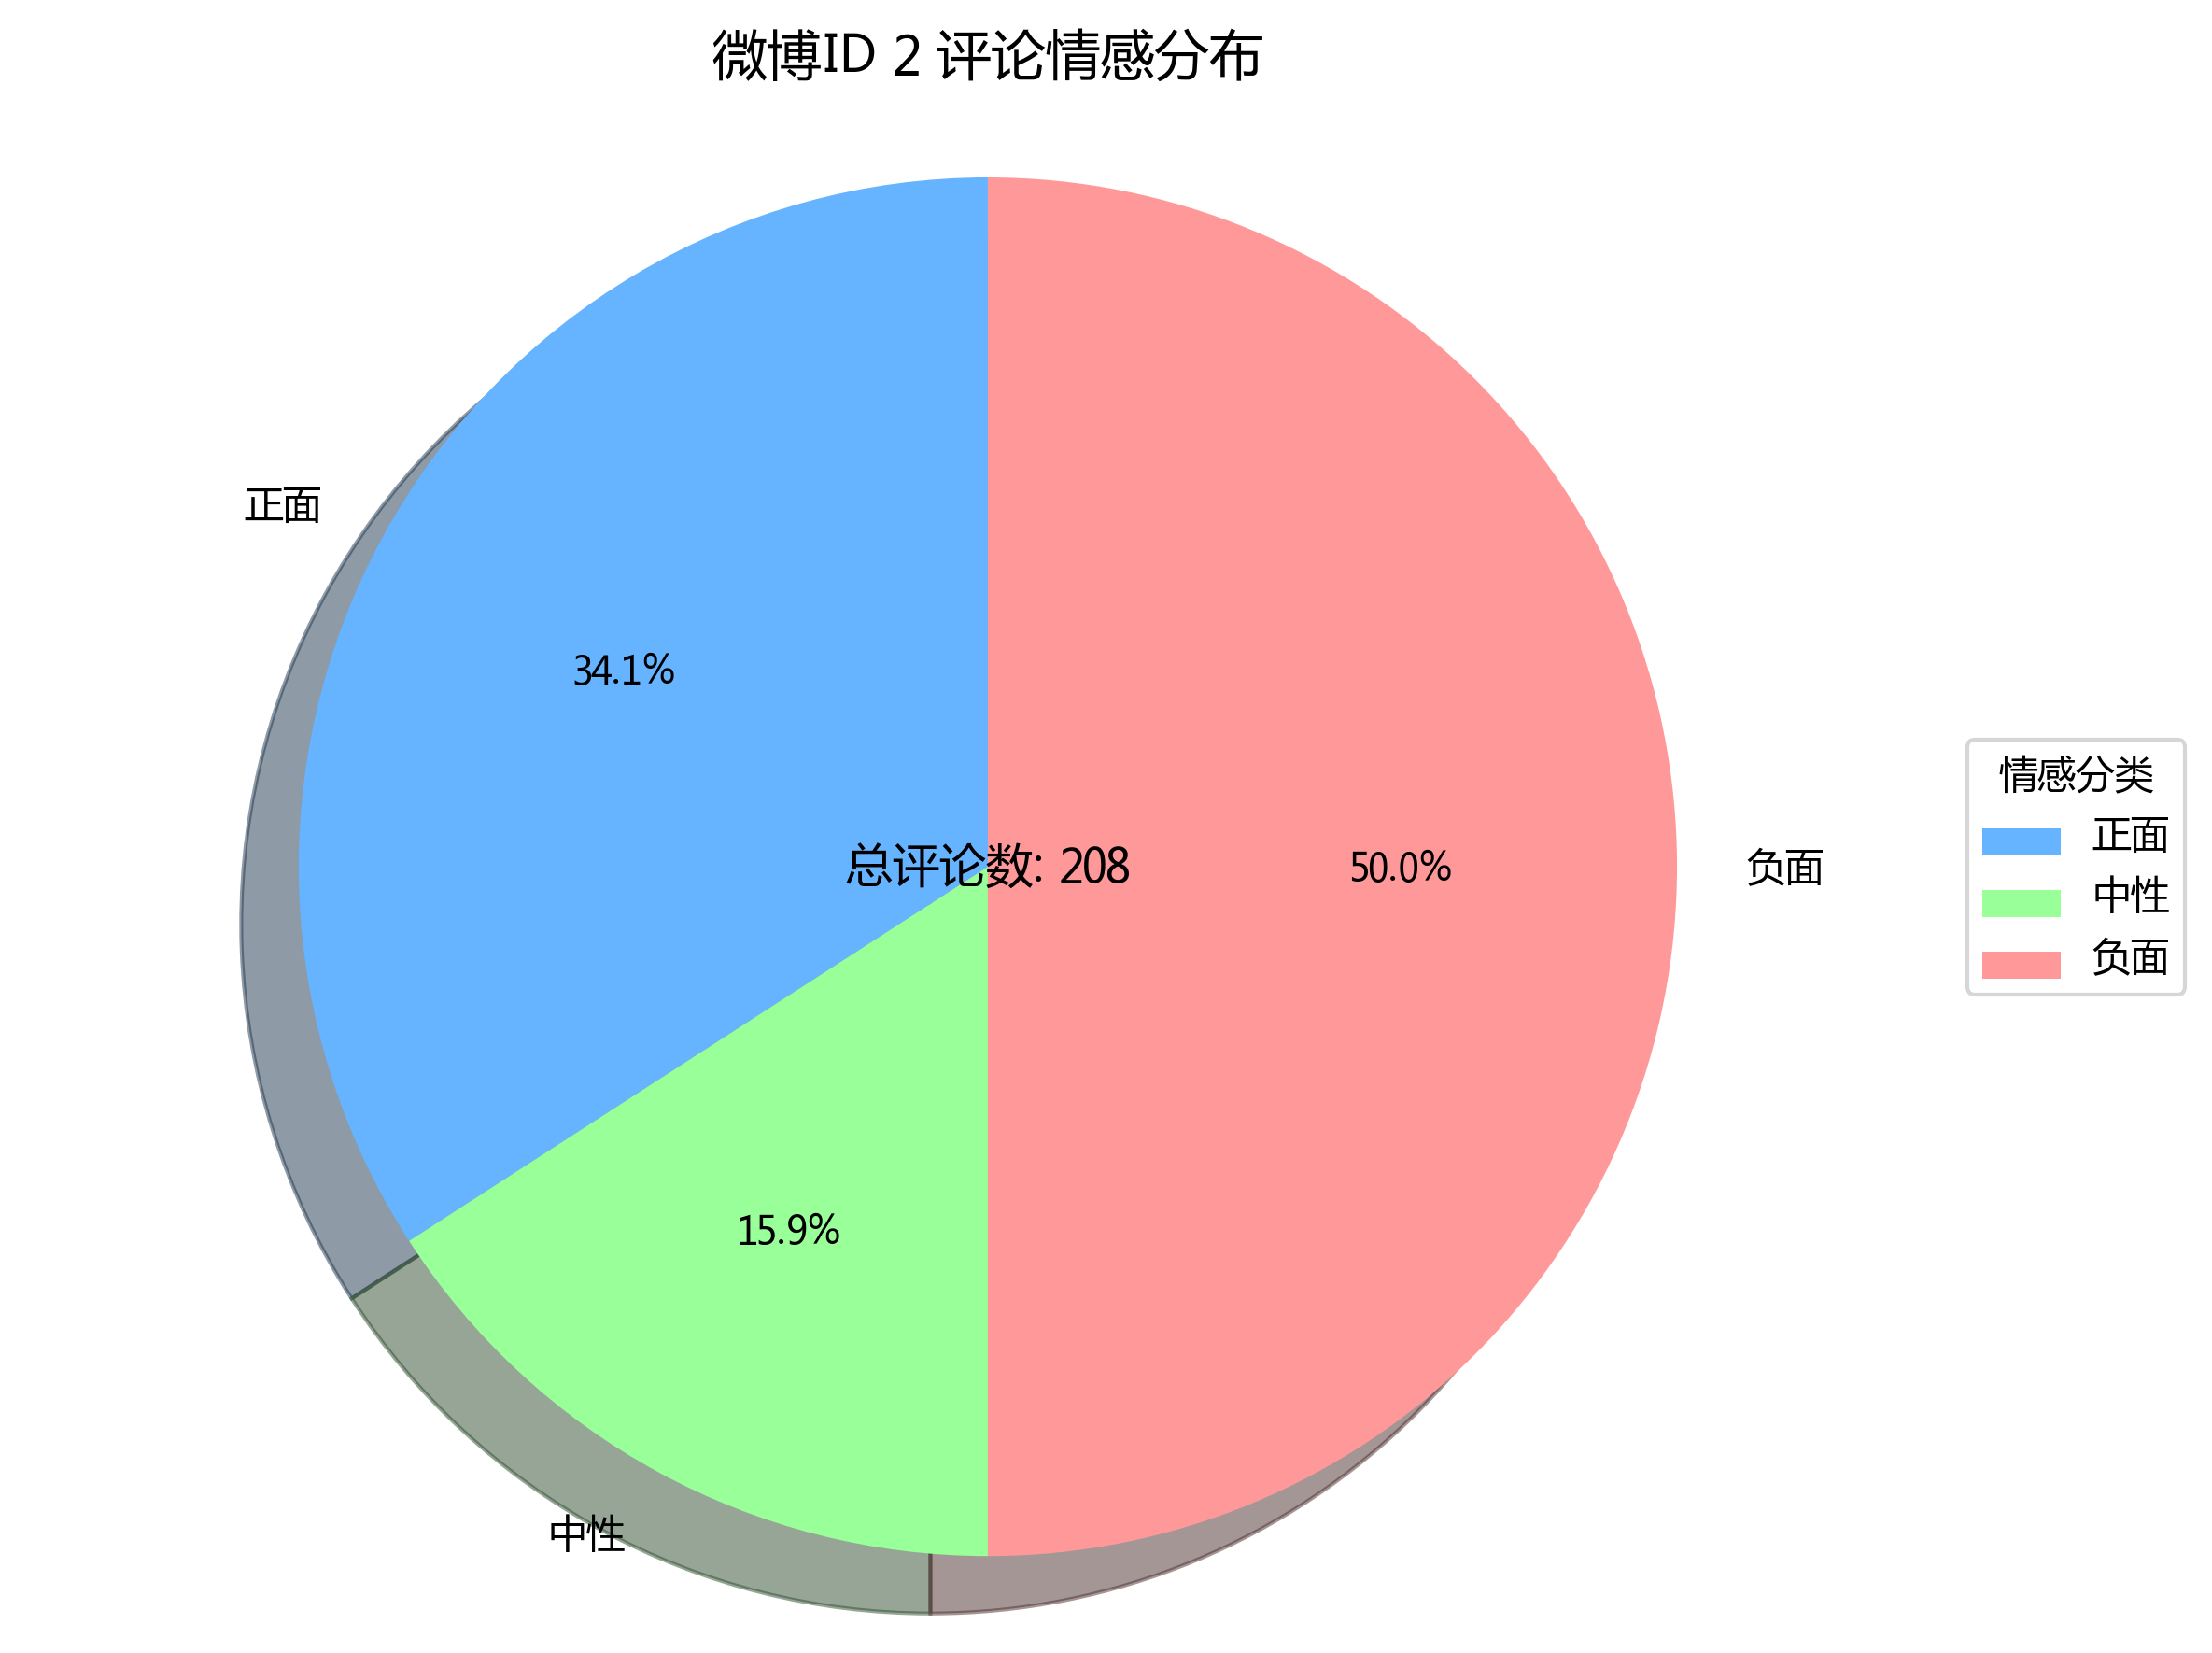 微博ID 2 评论情感分布
正面
34.1%
总评论数: 208
50.0%
负面
15.9%
中性
情感分类
正面
中性
负面